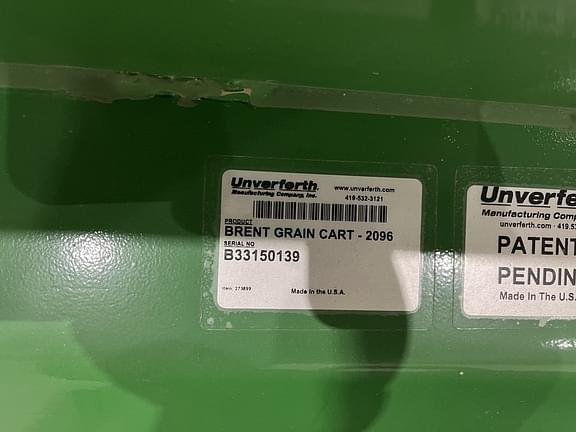 Unverferth
Manufacturing Company, Inc.
www.unverferth.com
419-532-3121
PRODUCT
BRENT GRAIN CART - 2096
SERIAL NO
B33150139
Made in the U.S.A.
Unverfe
Manufacturing Comp
unverferth.com · 419-53
PATENT
PENDIN
Made In The U.S.